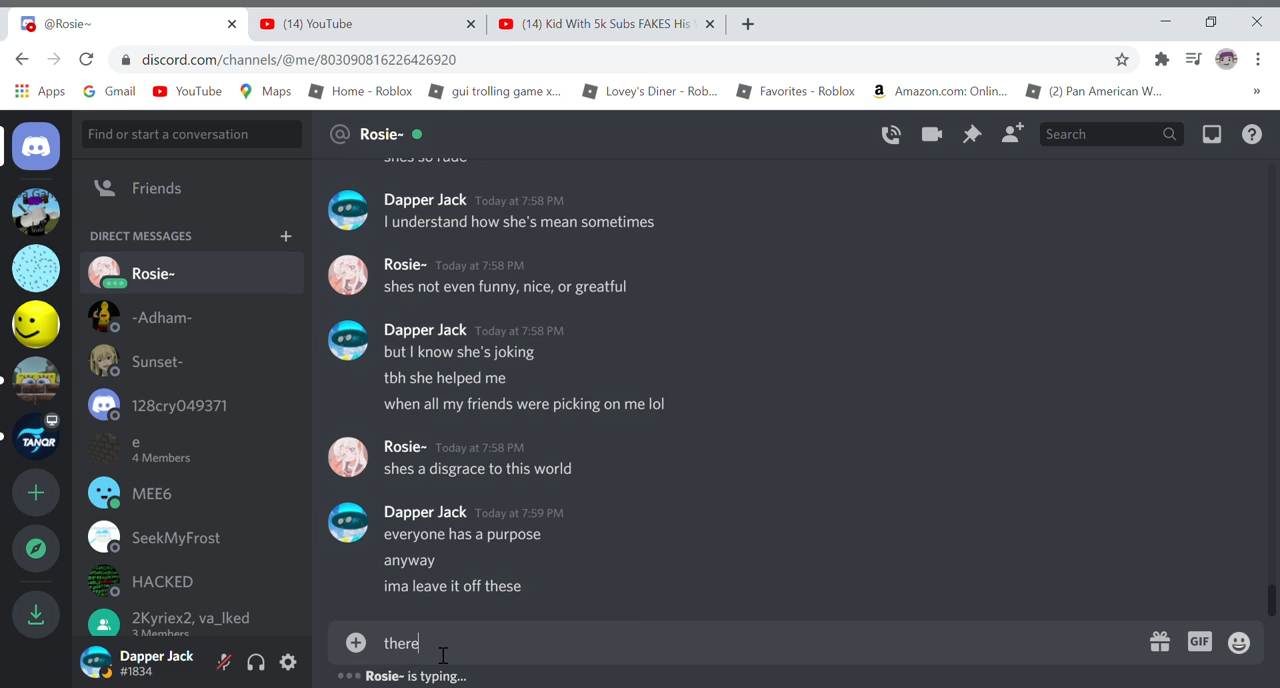 @Rosie~
(14) YouTube
(14) Kid With 5k Subs FAKES His
discord.com/channels/@me/803090816226426920
Apps
Gmail
YouTube
Maps
Home - Roblox
gui trolling game x...
Lovey's Diner - Rob...
Favorites - Roblox
Amazon.com: Onlin...
(2) Pan American W...
»
Find or start a conversation
Rosie~
Search
Friends
DIRECT MESSAGES
Rosie~
-Adham-
Sunset-
128cry049371
e
4 Members
MEE6
SeekMyFrost
HACKED
2Kyriex2, va_lked
3 Members
TANQR
Dapper Jack
#1834
shes so rude
Dapper Jack Today at 7:58 PM
I understand how she's mean sometimes
Rosie~ Today at 7:58 PM
shes not even funny, nice, or greatful
Dapper Jack Today at 7:58 PM
but I know she's joking
tbh she helped me
when all my friends were picking on me lol
Rosie~ Today at 7:58 PM
shes a disgrace to this world
Dapper Jack Today at 7:59 PM
everyone has a purpose
anyway
ima leave it off these
there
GIF
Rosie~ is typing...